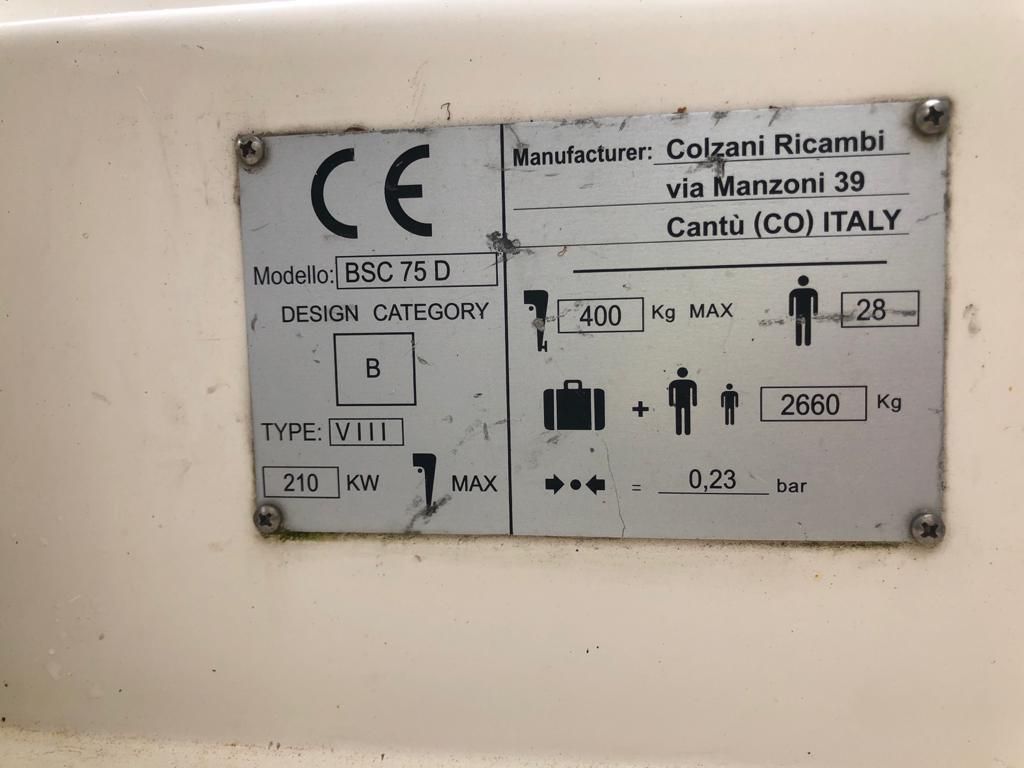 CE
Modello: BSC 75 D
DESIGN CATEGORY
B
TYPE: VIII
210 KW MAX
Manufacturer: Colzani Ricambi
via Manzoni 39
Cantù (CO) ITALY
400 Kg MAX 28
+ 2660 Kg
= 0,23 bar